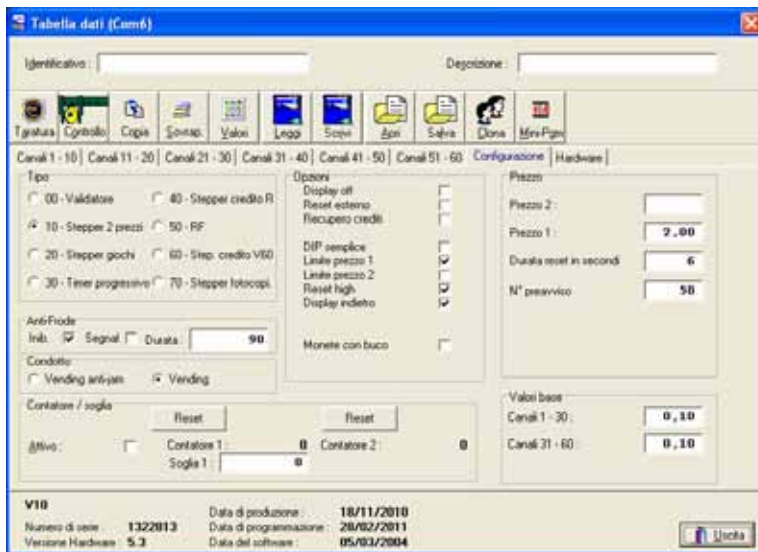 Tabella dati (Com6)
Identificativo : Descrizione :
Taratura Controllo Copia Sovrap. Valori Leggi Scrivi Apri Salva Clona Mini-Pgm
Canali 1 - 10 Canali 11 - 20 Canali 21 - 30 Canali 31 - 40 Canali 41 - 50 Canali 51 - 60 Configurazione Hardware
Tipo
00 - Validatore 40 - Stepper credito R
10 - Stepper 2 prezzi 50 - RF
20 - Stepper giochi 60 - Step. credito V60
30 - Timer progressivo 70 - Stepper fotocopi.
Opzioni
Display off
Reset esterno
Recupero crediti
DIP semplice
Limite prezzo 1
Limite prezzo 2
Reset high
Display indietro
Monete con buco
Prezzo
Prezzo 2 :
Prezzo 1 : 2,00
Durata reset in secondi 6
N° preavviso 50
Anti-Frode
Inib. Segnal. Durata : 90
Condotto
Vending anti-jam Vending
Contatore / soglia
Reset Reset
Attivo : Contatore 1 : 0 Contatore 2 : 0
Soglia 1 : 0
Valori base
Canali 1 - 30 : 0,10
Canali 31 - 60 : 0,10
V10
Numero di serie : 1322013
Versione Hardware : 5.3
Data di produzione : 18/11/2010
Data di programmazione : 28/02/2011
Data del software : 05/03/2004
Uscita